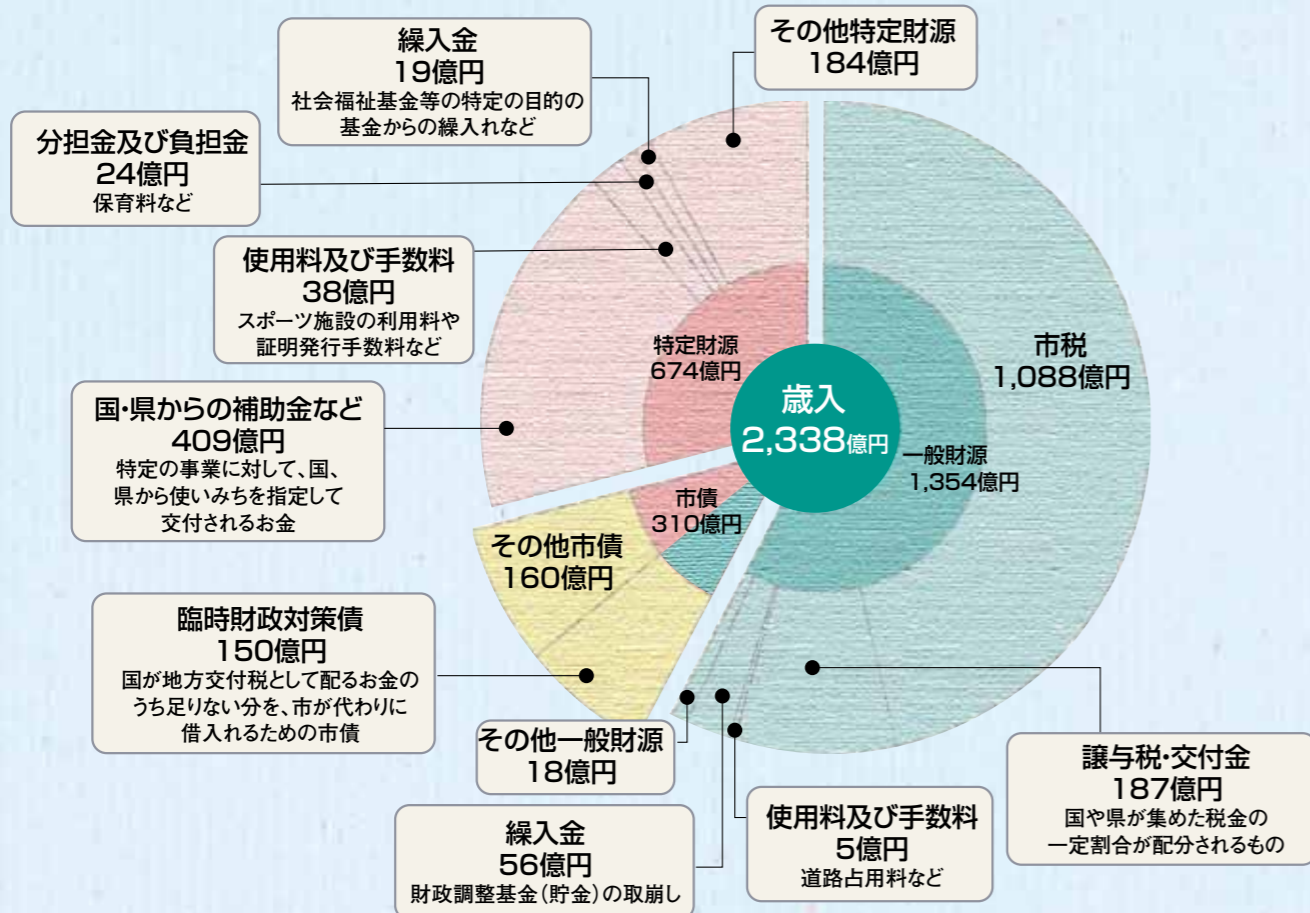 繰入金
19億円
社会福祉基金等の特定の目的の
基金からの繰入れなど
その他特定財源
184億円
分担金及び負担金
24億円
保育料など
使用料及び手数料
38億円
スポーツ施設の利用料や
証明発行手数料など
特定財源
674億円
市税
1,088億円
歳入
2,338億円
一般財源
1,354億円
国・県からの補助金など
409億円
特定の事業に対して、国、
県から使いみちを指定して
交付されるお金
市債
310億円
その他市債
160億円
臨時財政対策債
150億円
国が地方交付税として配るお金の
うち足りない分を、市が代わりに
借入れるための市債
その他一般財源
18億円
譲与税・交付金
187億円
国や県が集めた税金の
一定割合が配分されるもの
繰入金
56億円
財政調整基金(貯金)の取崩し
使用料及び手数料
5億円
道路占用料など